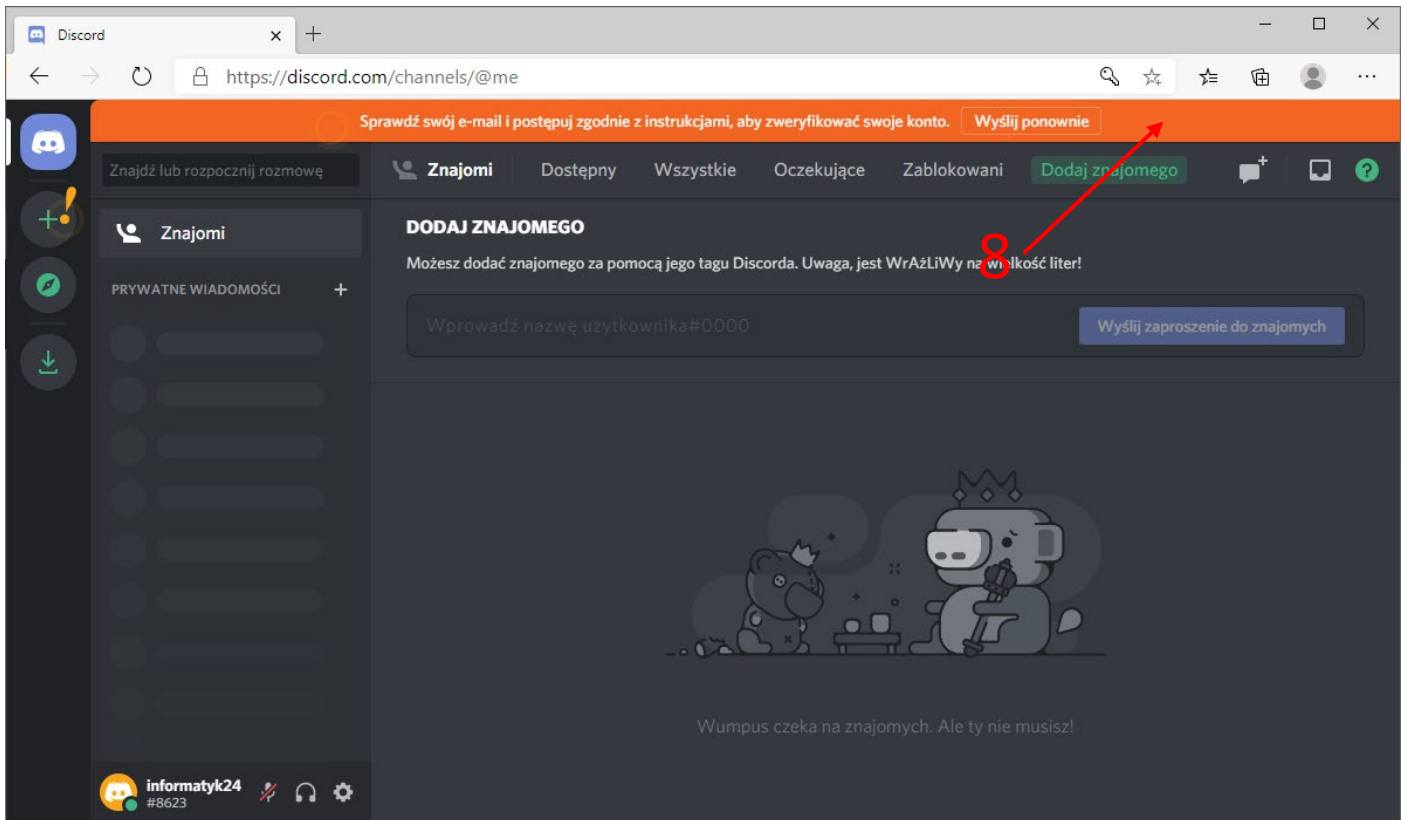 Discord
https://discord.com/channels/@me
Sprawdź swój e-mail i postępuj zgodnie z instrukcjami, aby zweryfikować swoje konto. Wyślij ponownie
Znajdź lub rozpocznij rozmowę
Znajomi Dostępny Wszystkie Oczekujące Zablokowani Dodaj znajomego
Znajomi
DODAJ ZNAJOMEGO
Możesz dodać znajomego za pomocą jego tagu Discorda. Uwaga, jest WrAżLiWy na wielkość liter!
8
PRYWATNE WIADOMOŚCI
Wprowadź nazwę użytkownika#0000
Wyślij zaproszenie do znajomych
Wumpus czeka na znajomych. Ale ty nie musisz!
informatyk24
#8623